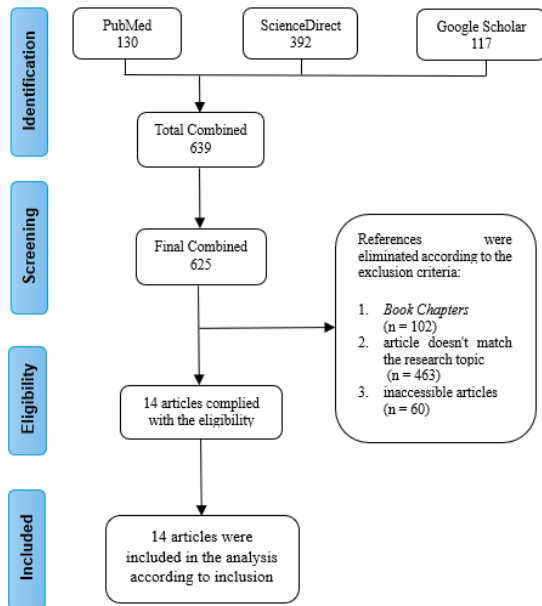 Identification
PubMed
130
ScienceDirect
392
Google Scholar
117
Total Combined
639
Screening
Final Combined
625
References were
eliminated according to the
exclusion criteria:
1. Book Chapters
(n = 102)
2. article doesn't match
the research topic
(n = 463)
3. inaccessible articles
(n = 60)
Eligibility
14 articles complied
with the eligibility
Included
14 articles were
included in the analysis
according to inclusion